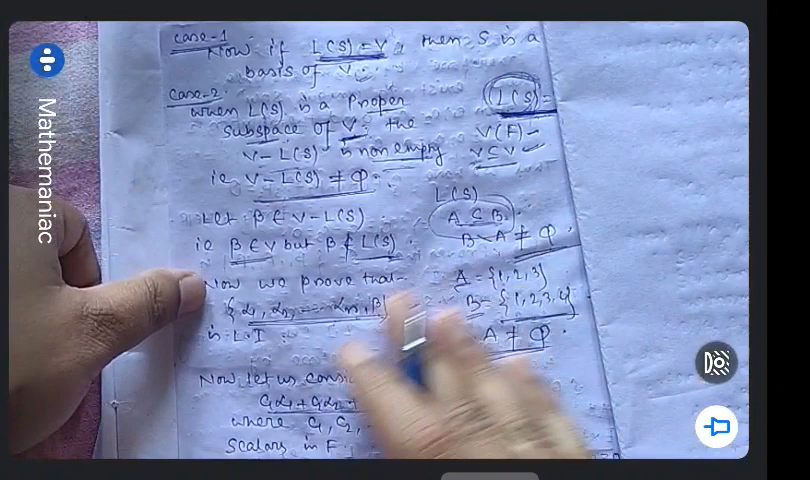 Mathemaniac
case-1
Now if L(S) = V, then S is a
basis of V.
case-2
when L(S) is a Proper
subspace of V. the
V - L(S) is non empty
ie, V - L(S) ≠ φ.
Let β ∈ V - L(S)
ie β ∈ V but β ∉ L(S)
Now we prove that
{α1, α2, --- αm, β}
is L.I
Now let us consi
C1α1 + C2α2 +
where C1, C2,
scalars in F
L(S) =
V(F)
V ⊆ V
L(S)
A ⊆ B.
B \ A ≠ φ.
A = {1, 2, 3}
B = {1, 2, 3, 4}
A ≠ φ.